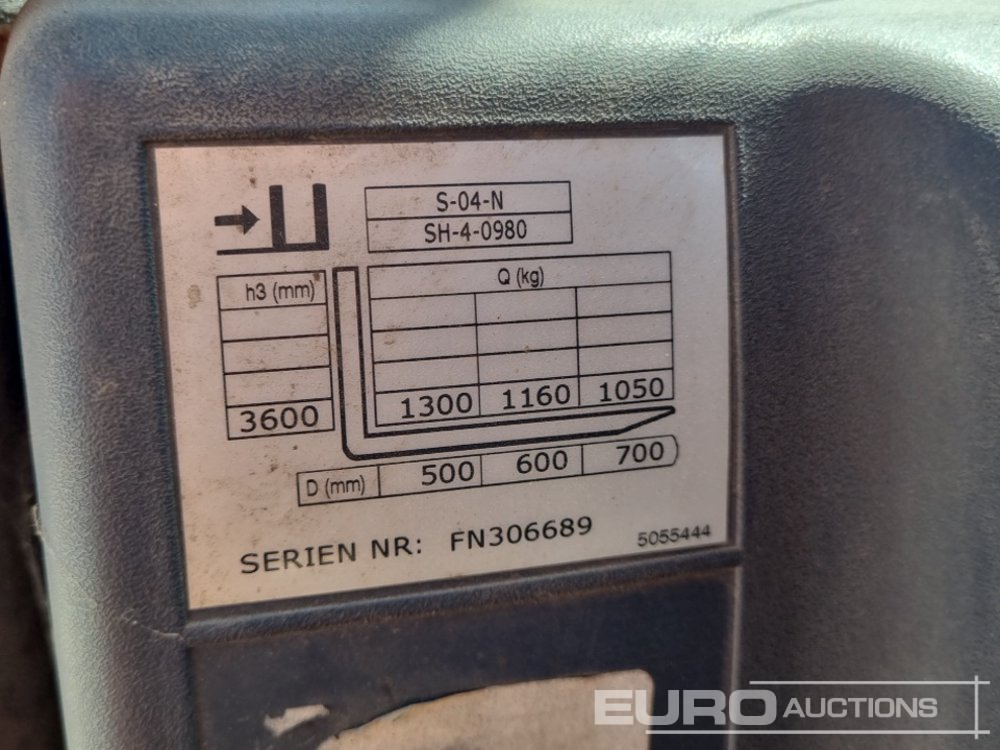 S-04-N
SH-4-0980
h3 (mm) Q (kg)
3600 1300 1160 1050
D (mm) 500 600 700
SERIEN NR: FN306689 5055444
EURO AUCTIONS